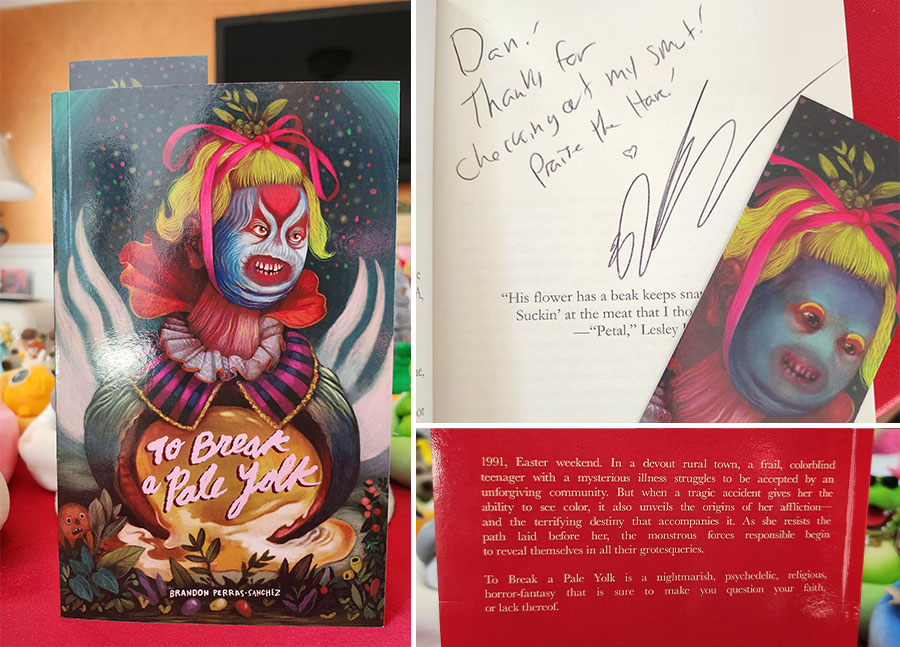 To Break
a Pale Yolk
BRANDON PERRAS-SANCHEZ
Dan!
Thanks for
checking out my smut!
Praise the Hare!
“His flower has a beak keeps sna
Suckin’ at the meat that I tho
—“Petal,” Lesley
1991, Easter weekend. In a devout rural town, a frail, colorblind
teenager with a mysterious illness struggles to be accepted by an
unforgiving community. But when a tragic accident gives her the
ability to see color, it also unveils the origins of her affliction—
and the terrifying destiny that accompanies it. As she resists the
path laid before her, the monstrous forces responsible begin
to reveal themselves in all their grotesqueries.
To Break a Pale Yolk is a nightmarish, psychedelic, religious,
horror-fantasy that is sure to make you question your faith,
or lack thereof.